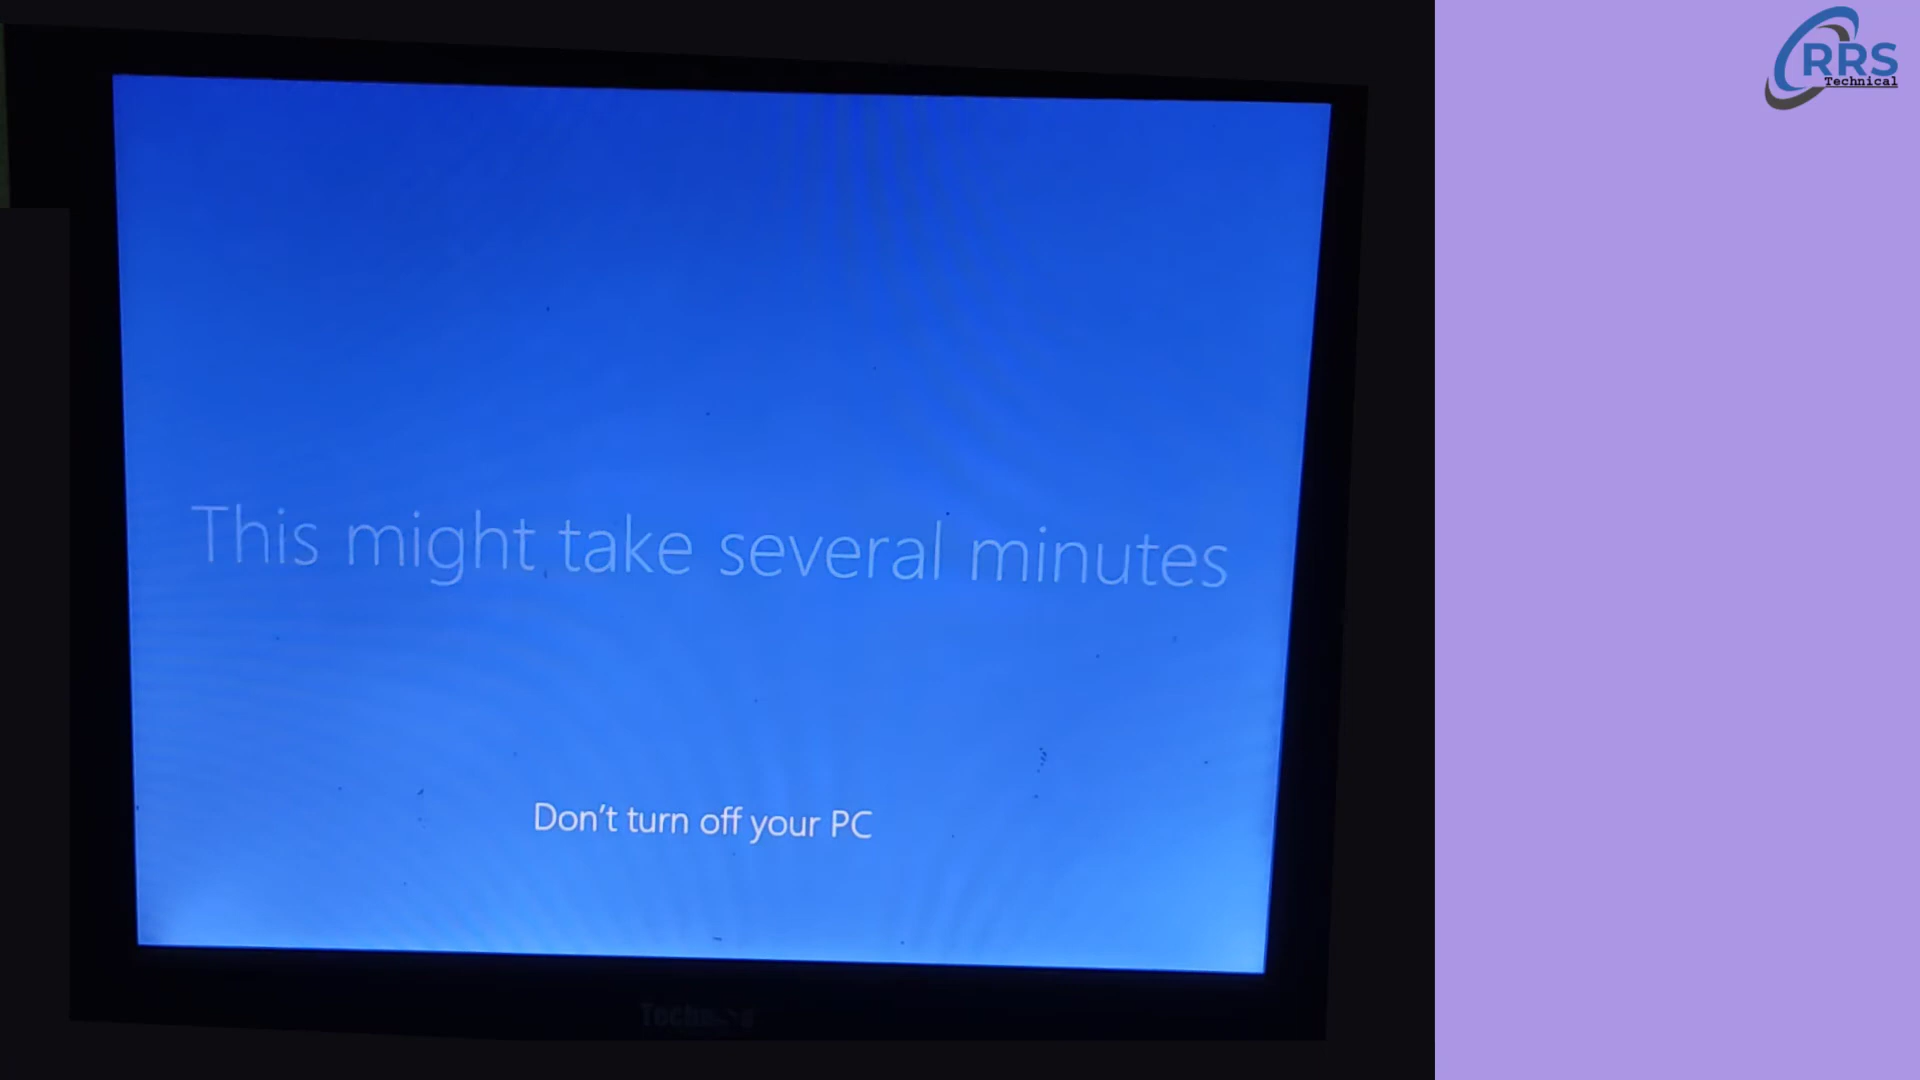 RRS
Technical
This might take several minutes
Don't turn off your PC